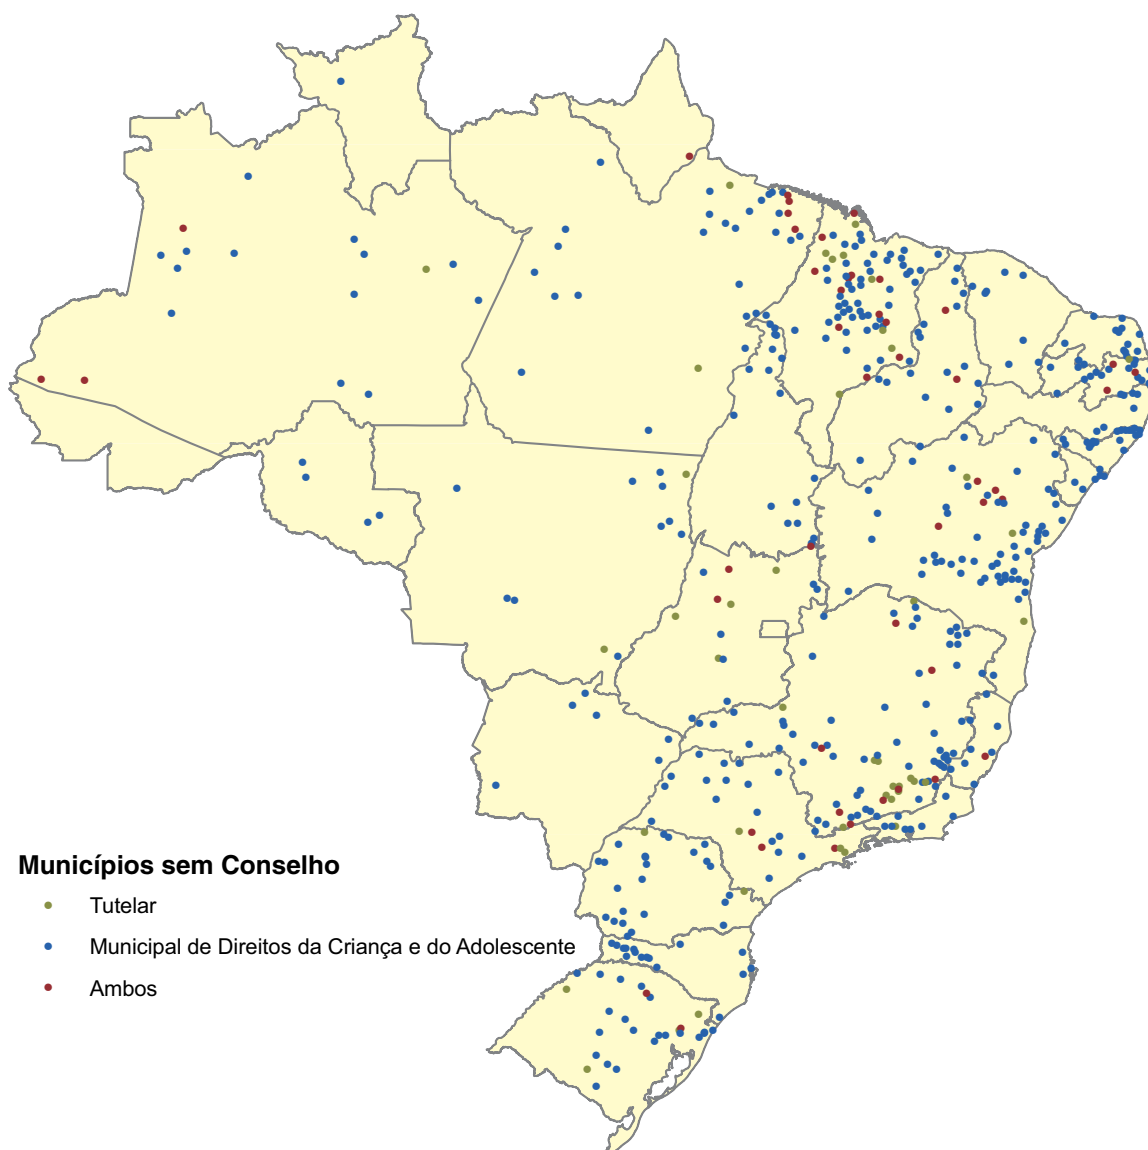 Municípios sem Conselho
Tutelar
Municipal de Direitos da Criança e do Adolescente
Ambos